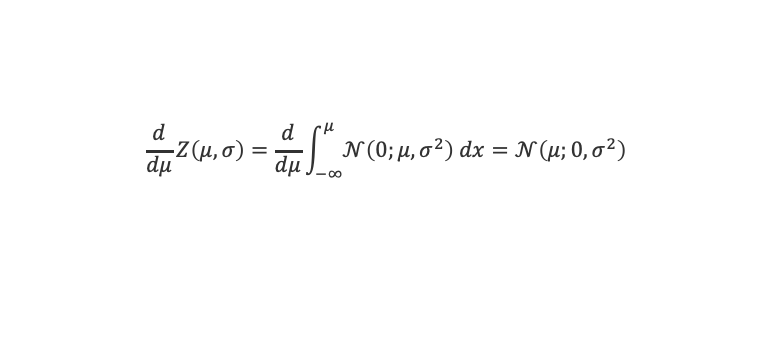 d/dμ Z(μ, σ) = d/dμ ∫_{−∞}^{μ} 𝒩(0; μ, σ²) dx = 𝒩(μ; 0, σ²)